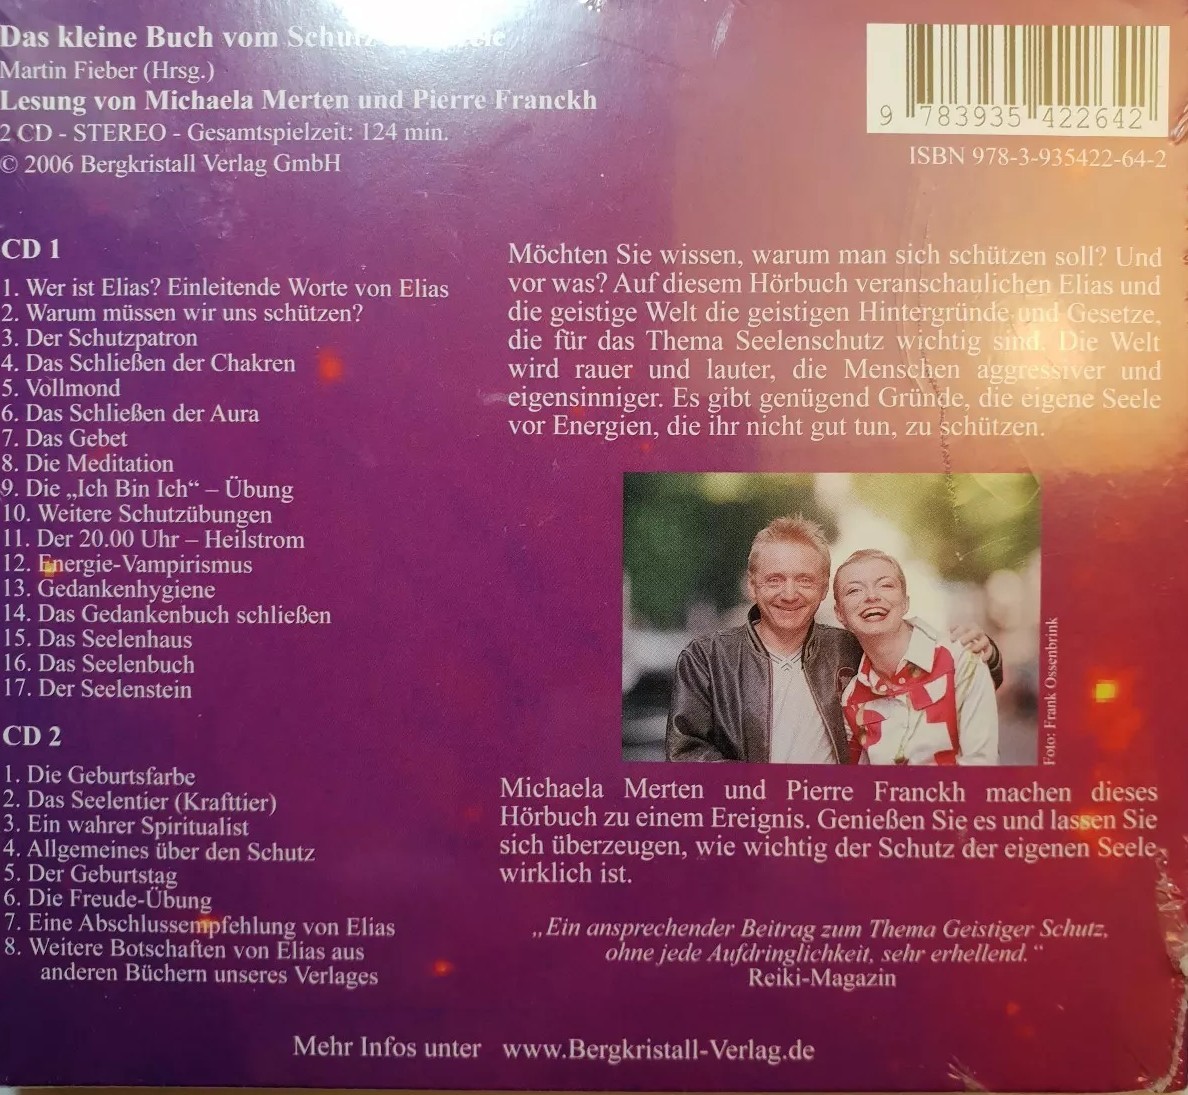 Das kleine Buch vom Schutz
Martin Fieber (Hrsg.)
Lesung von Michaela Merten und Pierre Franckh
2 CD - STEREO - Gesamtspielzeit: 124 min.
© 2006 Bergkristall Verlag GmbH
9 783935 422642
ISBN 978-3-935422-64-2
CD 1
1. Wer ist Elias? Einleitende Worte von Elias
2. Warum müssen wir uns schützen?
3. Der Schutzpatron
4. Das Schließen der Chakren
5. Vollmond
6. Das Schließen der Aura
7. Das Gebet
8. Die Meditation
9. Die „Ich Bin Ich“ – Übung
10. Weitere Schutzübungen
11. Der 20.00 Uhr – Heilstrom
12. Energie-Vampirismus
13. Gedankenhygiene
14. Das Gedankenbuch schließen
15. Das Seelenhaus
16. Das Seelenbuch
17. Der Seelenstein
CD 2
1. Die Geburtsfarbe
2. Das Seelentier (Krafttier)
3. Ein wahrer Spiritualist
4. Allgemeines über den Schutz
5. Der Geburtstag
6. Die Freude-Übung
7. Eine Abschlussempfehlung von Elias
8. Weitere Botschaften von Elias aus
anderen Büchern unseres Verlages
Möchten Sie wissen, warum man sich schützen soll? Und
vor was? Auf diesem Hörbuch veranschaulichen Elias und
die geistige Welt die geistigen Hintergründe und Gesetze,
die für das Thema Seelenschutz wichtig sind. Die Welt
wird rauer und lauter, die Menschen aggressiver und
eigensinniger. Es gibt genügend Gründe, die eigene Seele
vor Energien, die ihr nicht gut tun, zu schützen.
Foto: Frank Ossenbrink
Michaela Merten und Pierre Franckh machen dieses
Hörbuch zu einem Ereignis. Genießen Sie es und lassen Sie
sich überzeugen, wie wichtig der Schutz der eigenen Seele
wirklich ist.
„Ein ansprechender Beitrag zum Thema Geistiger Schutz,
ohne jede Aufdringlichkeit, sehr erhellend.“
Reiki-Magazin
Mehr Infos unter www.Bergkristall-Verlag.de